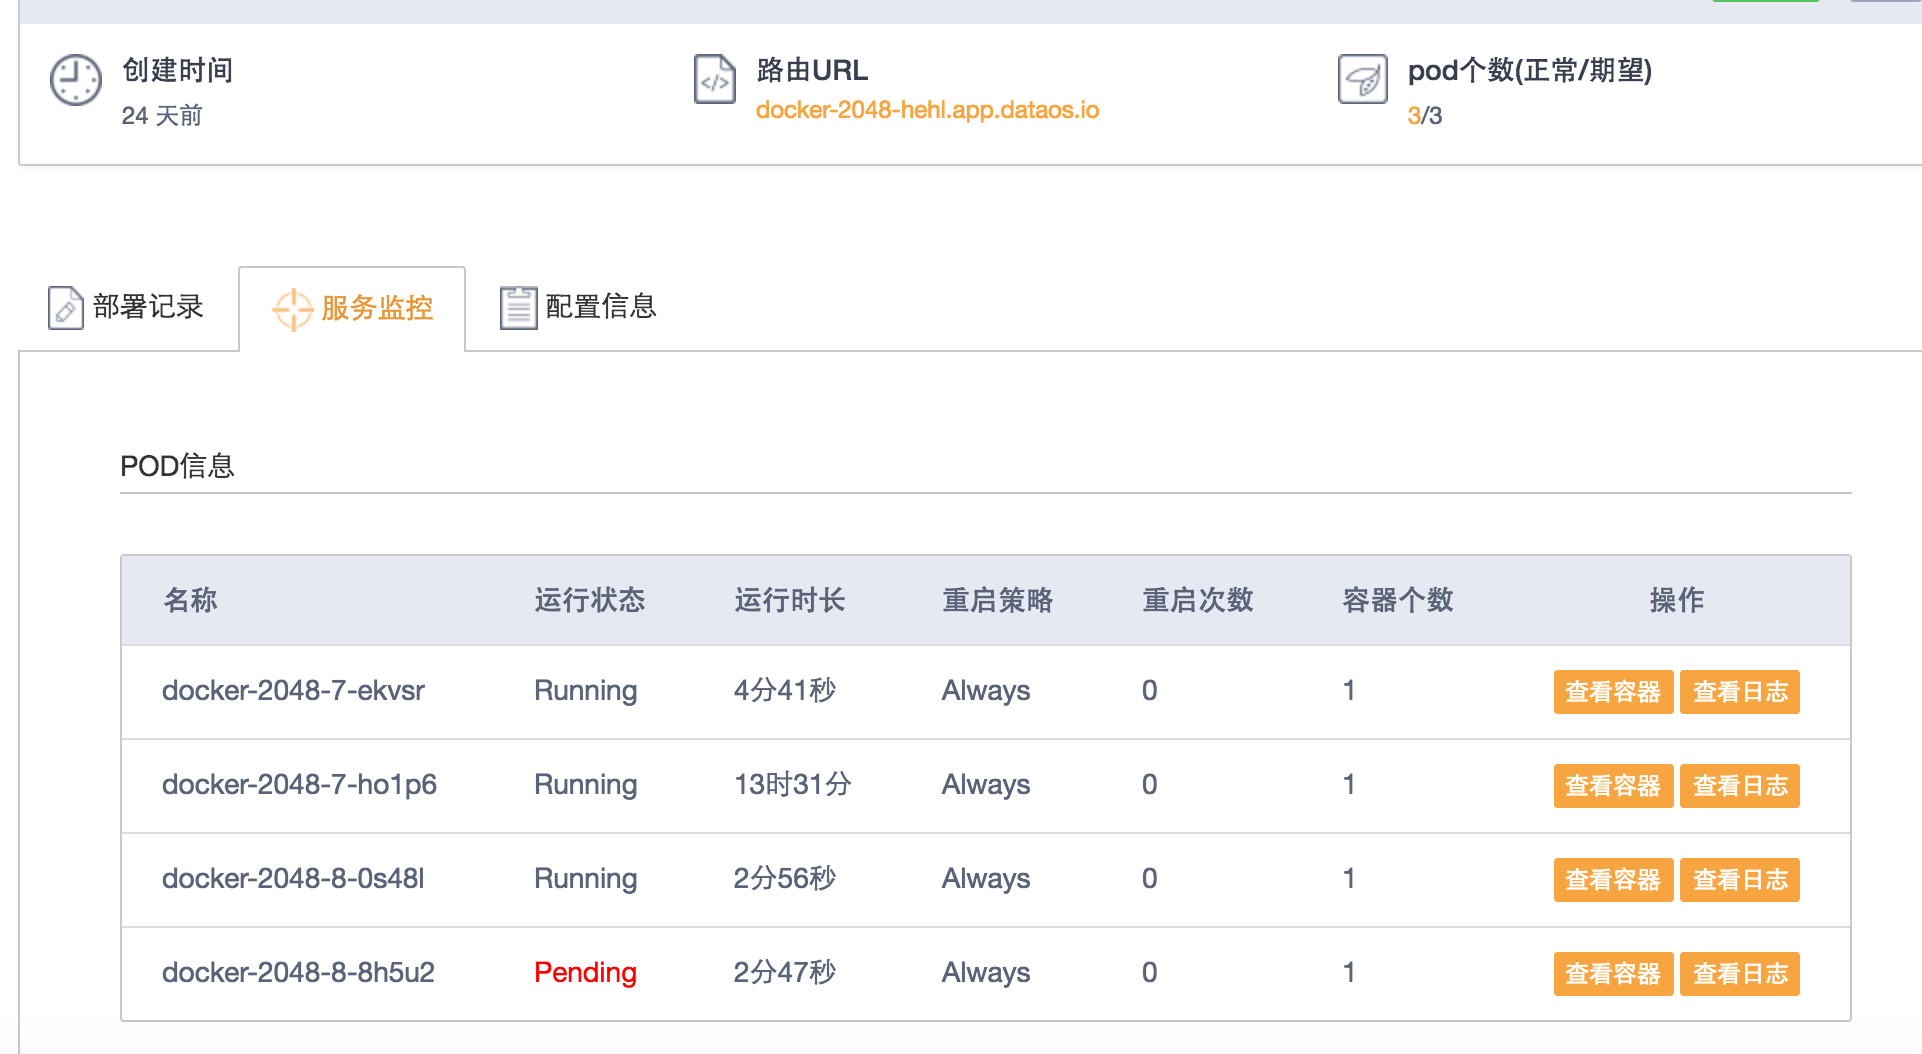 创建时间
24 天前
路由URL
docker-2048-hehl.app.dataos.io
pod个数(正常/期望)
3/3
部署记录
服务监控
配置信息
POD信息
名称 运行状态 运行时长 重启策略 重启次数 容器个数 操作
docker-2048-7-ekvsr Running 4分41秒 Always 0 1 查看容器 查看日志
docker-2048-7-ho1p6 Running 13时31分 Always 0 1 查看容器 查看日志
docker-2048-8-0s48l Running 2分56秒 Always 0 1 查看容器 查看日志
docker-2048-8-8h5u2 Pending 2分47秒 Always 0 1 查看容器 查看日志